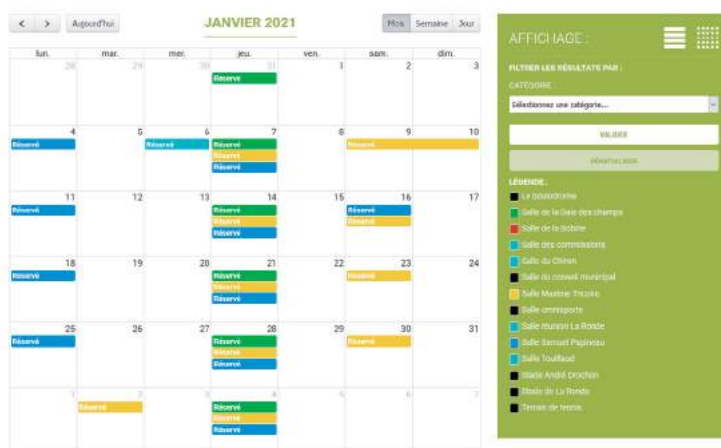 < > Aujourd'hui JANVIER 2021 Mois Semaine Jour
lun. mar. mer. jeu. ven. sam. dim.
28 29 30 31 1 2 3
Réservé
4 5 6 7 8 9 10
Réservé Réservé Réservé Réservé
Réservé
Réservé
11 12 13 14 15 16 17
Réservé Réservé Réservé
Réservé Réservé
Réservé
18 19 20 21 22 23 24
Réservé Réservé Réservé
Réservé
Réservé
25 26 27 28 29 30 31
Réservé Réservé Réservé
Réservé
Réservé
1 2 3 4 5 6 7
Réservé Réservé
Réservé
Réservé
AFFICHAGE :
FILTRER LES RÉSULTATS PAR :
CATÉGORIE :
Sélectionnez une catégorie...
VALIDER
RÉINITIALISER
LÉGENDE :
Le boulodrome
Salle de la Baie des champs
Salle de la Bobine
Salle des commissions
Salle du Chiron
Salle du conseil municipal
Salle Maxime Tricoire
Salle omnisports
Salle réunion La Ronde
Salle Samuel Papineau
Salle Touillaud
Stade André Drochon
Stade de La Ronde
Terrain de tennis